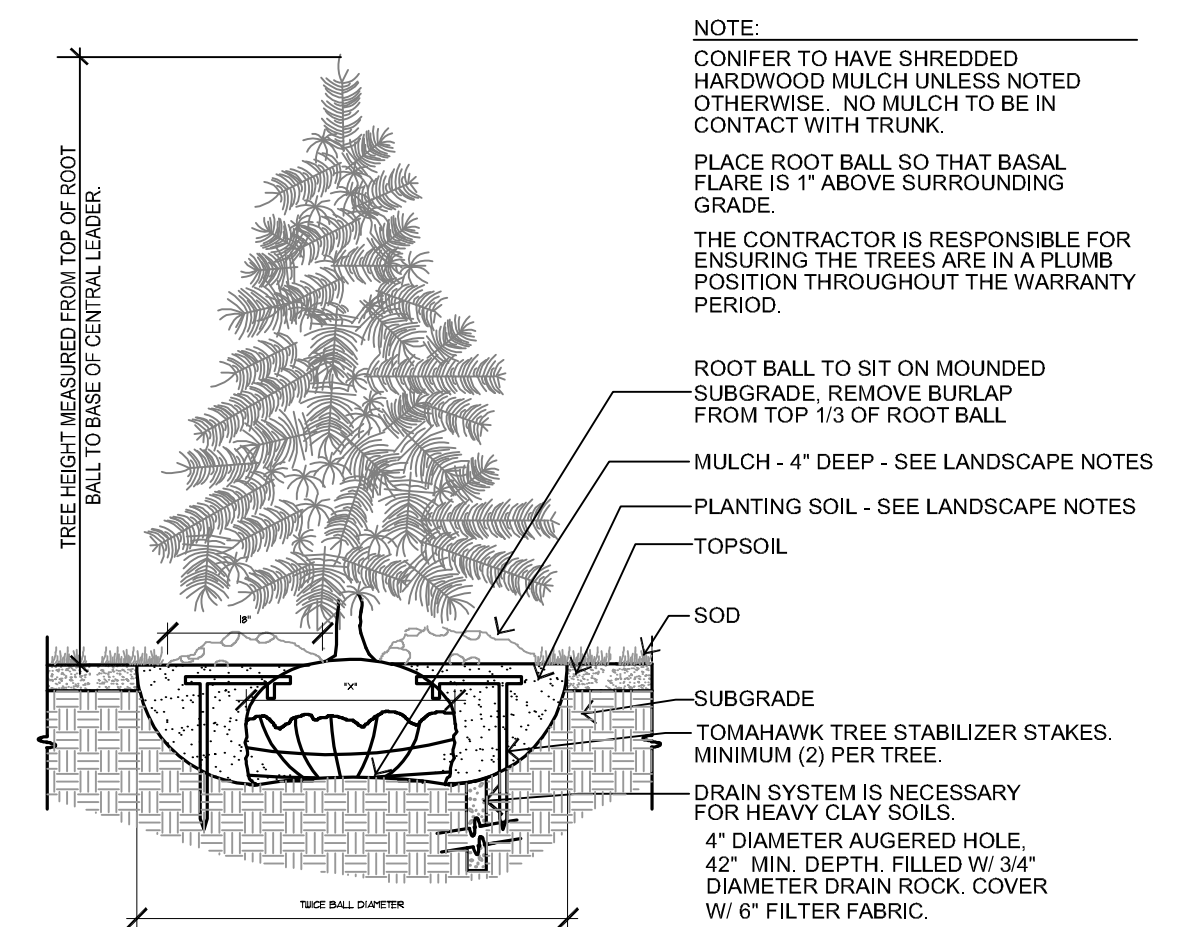 NOTE:
CONIFER TO HAVE SHREDDED
HARDWOOD MULCH UNLESS NOTED
OTHERWISE. NO MULCH TO BE IN
CONTACT WITH TRUNK.
PLACE ROOT BALL SO THAT BASAL
FLARE IS 1" ABOVE SURROUNDING
GRADE.
THE CONTRACTOR IS RESPONSIBLE FOR
ENSURING THE TREES ARE IN A PLUMB
POSITION THROUGHOUT THE WARRANTY
PERIOD.
TREE HEIGHT MEASURED FROM TOP OF ROOT
BALL TO BASE OF CENTRAL LEADER.
ROOT BALL TO SIT ON MOUNDED
SUBGRADE, REMOVE BURLAP
FROM TOP 1/3 OF ROOT BALL
MULCH - 4" DEEP - SEE LANDSCAPE NOTES
PLANTING SOIL - SEE LANDSCAPE NOTES
TOPSOIL
SOD
18"
"X"
SUBGRADE
TOMAHAWK TREE STABILIZER STAKES.
MINIMUM (2) PER TREE.
DRAIN SYSTEM IS NECESSARY
FOR HEAVY CLAY SOILS.
4" DIAMETER AUGERED HOLE,
42" MIN. DEPTH. FILLED W/ 3/4"
DIAMETER DRAIN ROCK. COVER
W/ 6" FILTER FABRIC.
TWICE BALL DIAMETER